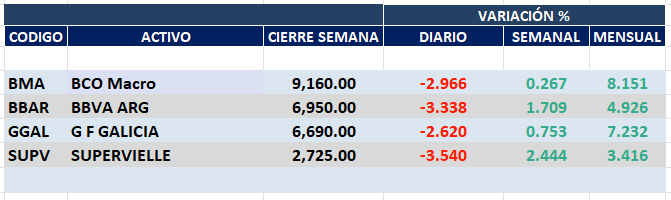 VARIACIÓN %
CODIGO ACTIVO CIERRE SEMANA DIARIO SEMANAL MENSUAL
BMA BCO Macro 9,160.00 -2.966 0.267 8.151
BBAR BBVA ARG 6,950.00 -3.338 1.709 4.926
GGAL G F GALICIA 6,690.00 -2.620 0.753 7.232
SUPV SUPERVIELLE 2,725.00 -3.540 2.444 3.416